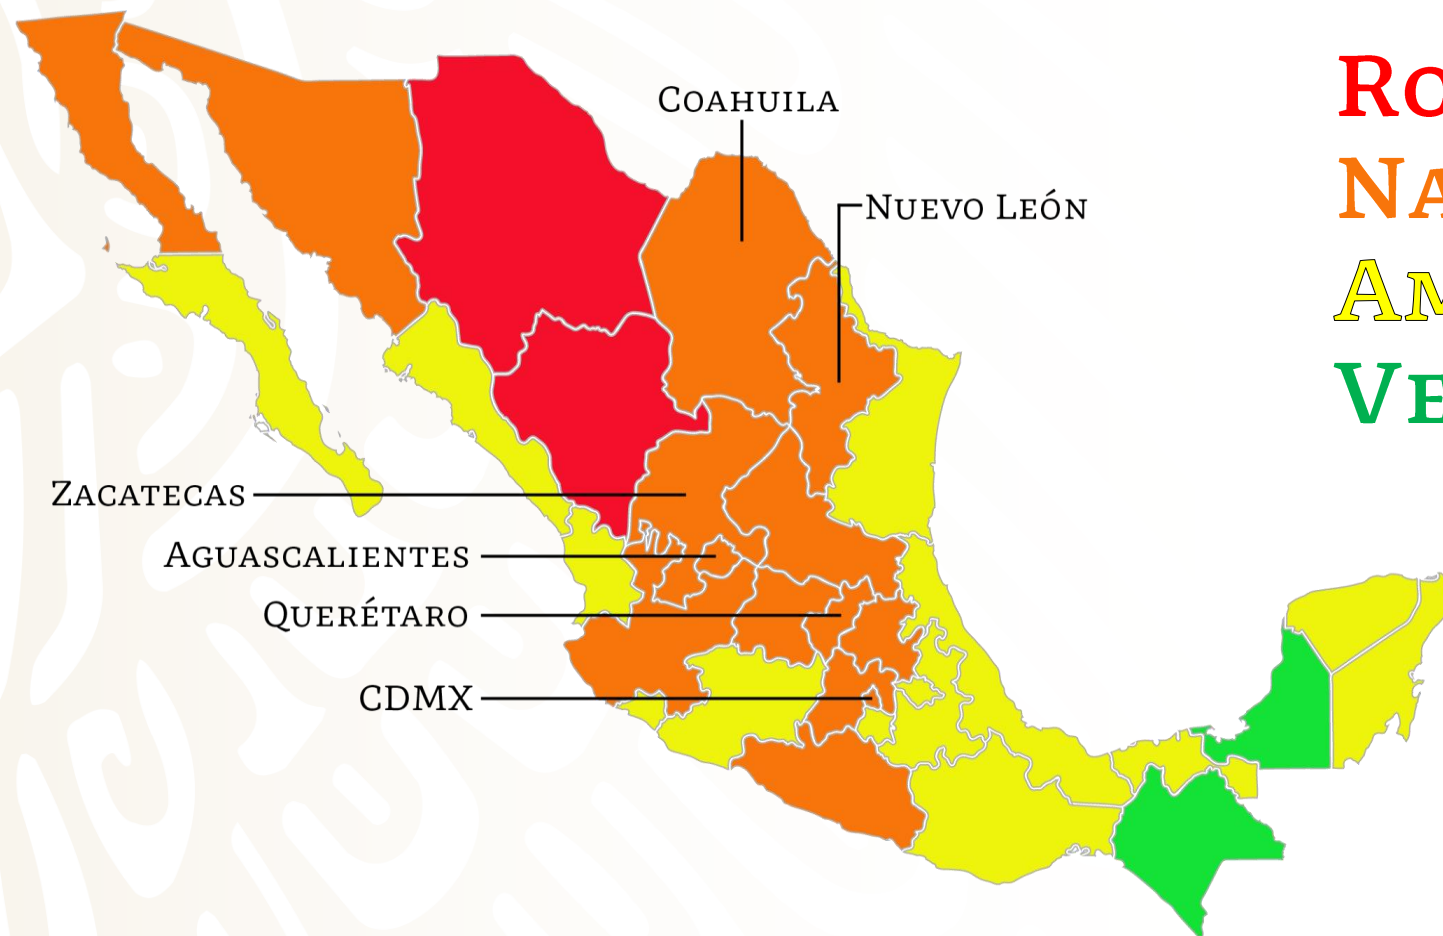 Coahuila
Nuevo León
Zacatecas
Aguascalientes
Querétaro
CDMX